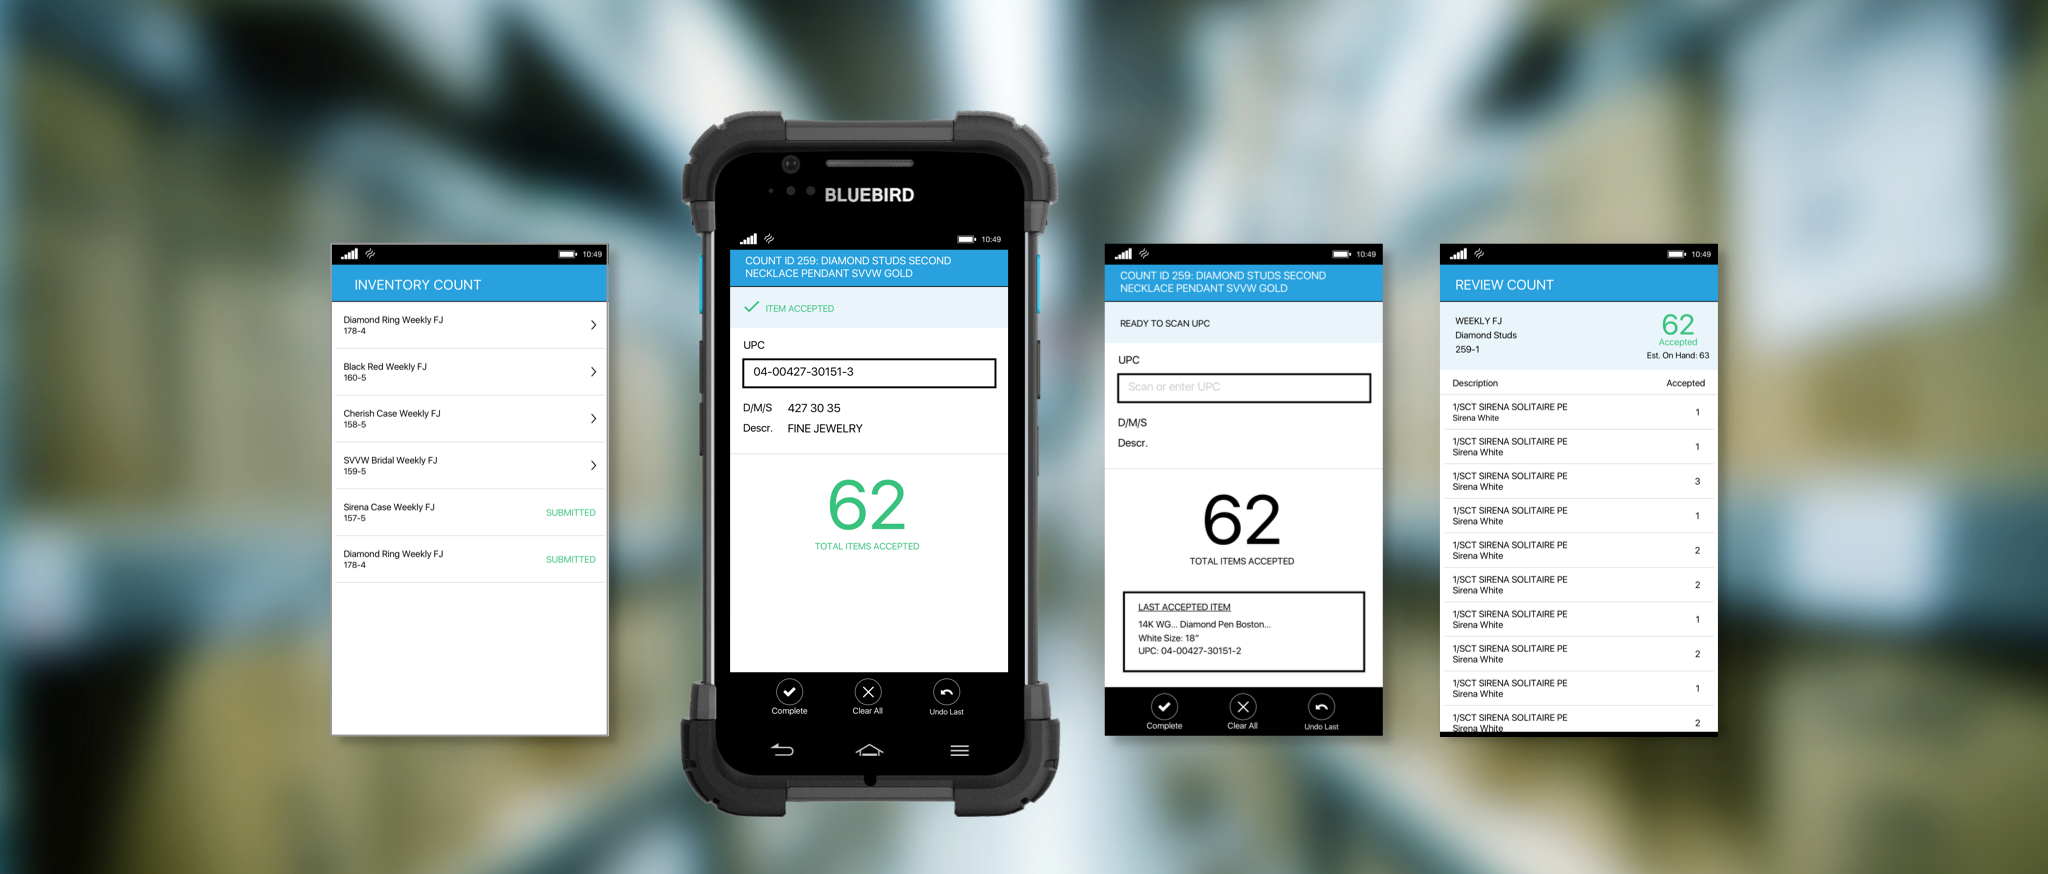 10:49
INVENTORY COUNT
Diamond Ring Weekly FJ
178-4
Black Red Weekly FJ
160-5
Cherish Case Weekly FJ
158-5
SVVW Bridal Weekly FJ
159-5
Sirena Case Weekly FJ
157-5
SUBMITTED
Diamond Ring Weekly FJ
178-4
SUBMITTED
BLUEBIRD
10:49
COUNT ID 259: DIAMOND STUDS SECOND
NECKLACE PENDANT SVVW GOLD
ITEM ACCEPTED
UPC
04-00427-30151-3
D/M/S 427 30 35
Descr. FINE JEWELRY
62
TOTAL ITEMS ACCEPTED
Complete Clear All Undo Last
10:49
COUNT ID 259: DIAMOND STUDS SECOND
NECKLACE PENDANT SVVW GOLD
READY TO SCAN UPC
UPC
Scan or enter UPC
D/M/S
Descr.
62
TOTAL ITEMS ACCEPTED
LAST ACCEPTED ITEM
14K WG... Diamond Pen Boston...
White Size: 18"
UPC: 04-00427-30151-2
Complete Clear All Undo Last
10:49
REVIEW COUNT
WEEKLY FJ
Diamond Studs
259-1
62
Accepted
Est. On Hand: 63
Description Accepted
1/SCT SIRENA SOLITAIRE PE
Sirena White
1
1/SCT SIRENA SOLITAIRE PE
Sirena White
1
1/SCT SIRENA SOLITAIRE PE
Sirena White
3
1/SCT SIRENA SOLITAIRE PE
Sirena White
1
1/SCT SIRENA SOLITAIRE PE
Sirena White
2
1/SCT SIRENA SOLITAIRE PE
Sirena White
2
1/SCT SIRENA SOLITAIRE PE
Sirena White
1
1/SCT SIRENA SOLITAIRE PE
Sirena White
2
1/SCT SIRENA SOLITAIRE PE
Sirena White
1
1/SCT SIRENA SOLITAIRE PE
Sirena White
2